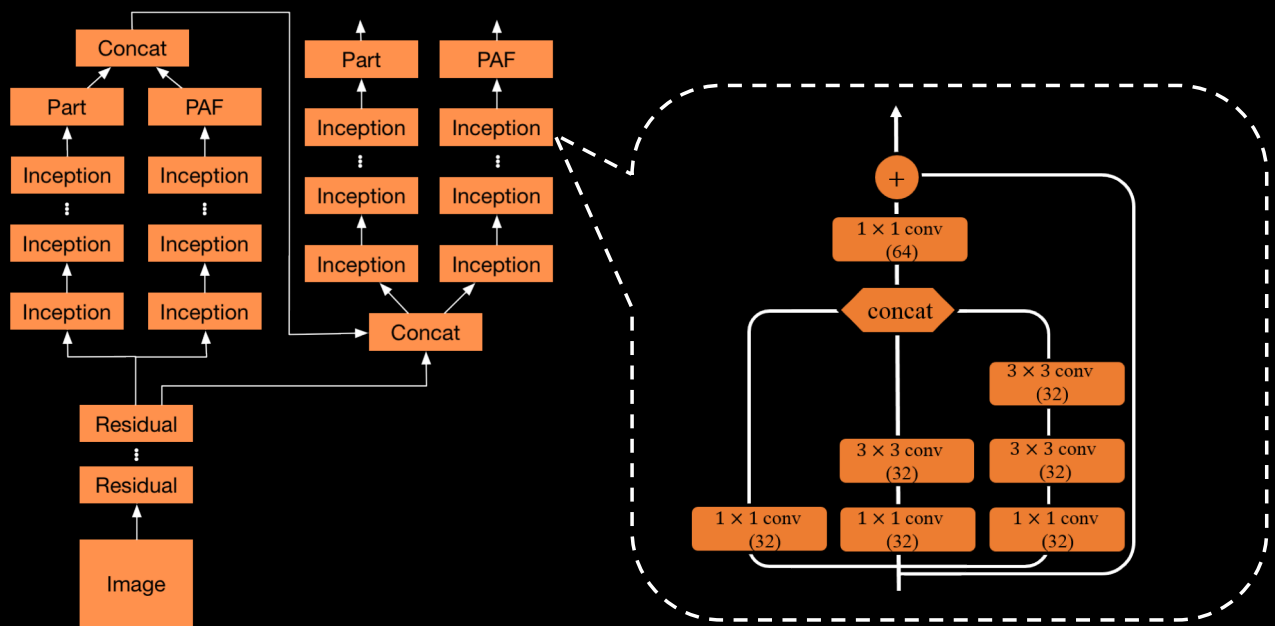 Concat
Part
PAF
Inception
Inception
Inception
Inception
Inception
Inception
Residual
Residual
Image
Part
PAF
Inception
Inception
Inception
Inception
Inception
Inception
Concat
+
1 × 1 conv
(64)
concat
3 × 3 conv
(32)
3 × 3 conv
(32)
3 × 3 conv
(32)
1 × 1 conv
(32)
1 × 1 conv
(32)
1 × 1 conv
(32)